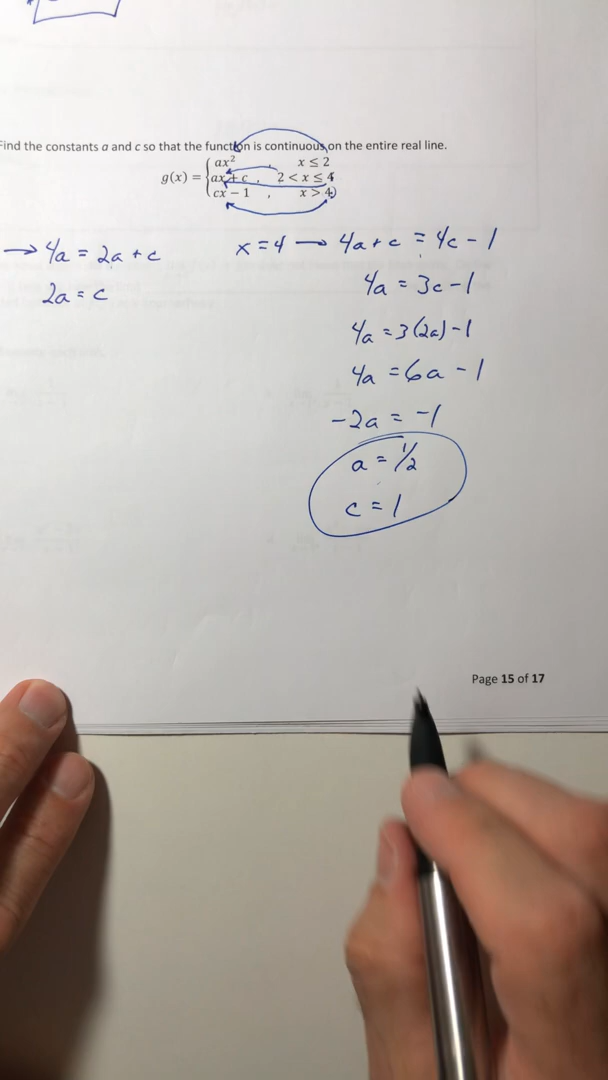 Find the constants a and c so that the function is continuous on the entire real line.
ax² , x ≤ 2
g(x) = { ax + c , 2 < x ≤ 4
cx − 1 , x > 4
→ 4a = 2a + c
2a = c
x = 4 → 4a + c = 4c − 1
4a = 3c − 1
4a = 3(2a) − 1
4a = 6a − 1
−2a = −1
a = 1/2
c = 1
Page 15 of 17